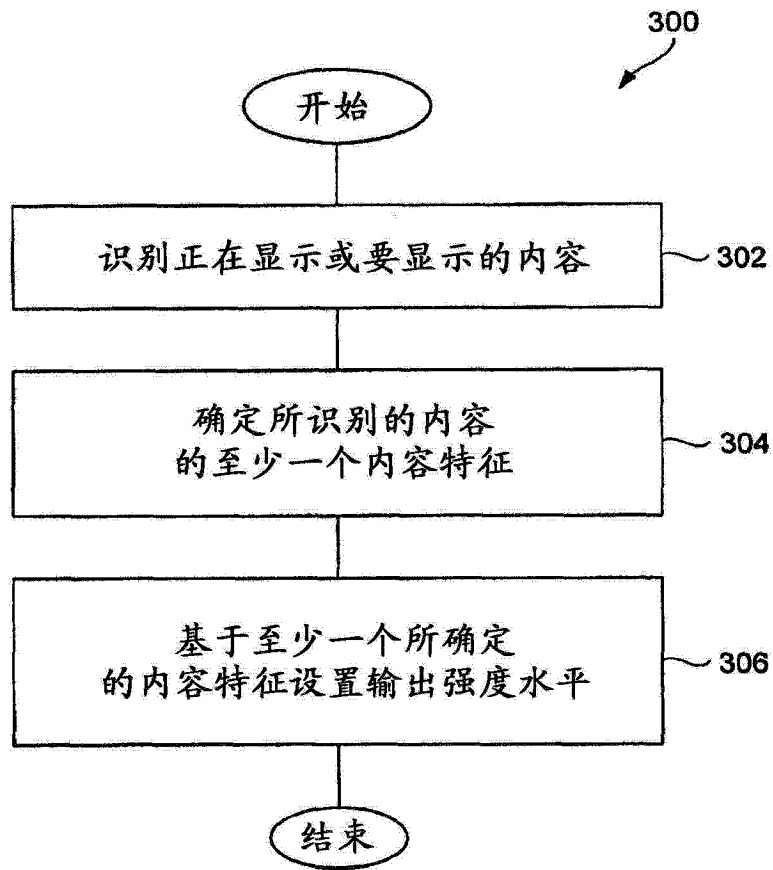 300
开始
识别正在显示或要显示的内容
302
确定所识别的内容
的至少一个内容特征
304
基于至少一个所确定
的内容特征设置输出强度水平
306
结束